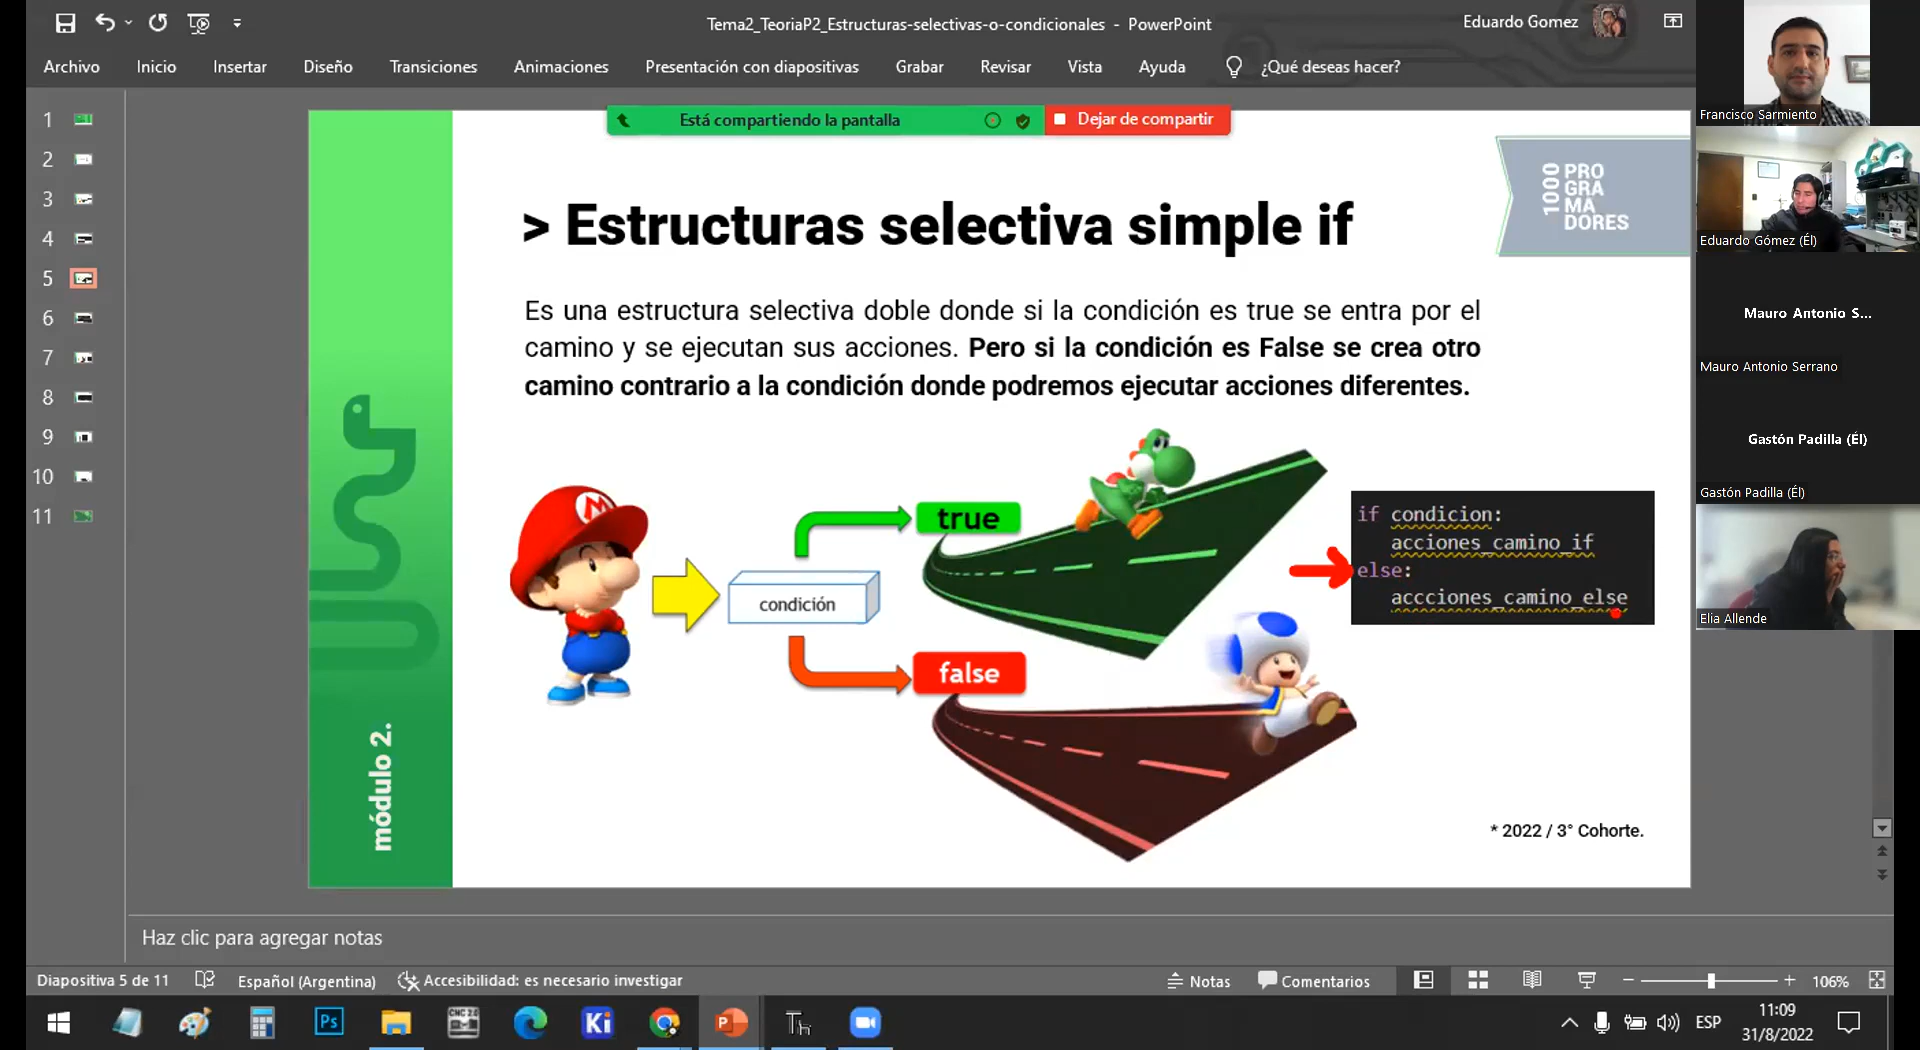 Tema2_TeoriaP2_Estructuras-selectivas-o-condicionales - PowerPoint
Eduardo Gomez
Archivo Inicio Insertar Diseño Transiciones Animaciones Presentación con diapositivas Grabar Revisar Vista Ayuda ¿Qué deseas hacer?
Está compartiendo la pantalla
Dejar de compartir
1
2
3
4
5
6
7
8
9
10
11
> Estructuras selectiva simple if
1000
PRO
GRA
MA
DORES
Es una estructura selectiva doble donde si la condición es true se entra por el
camino y se ejecutan sus acciones. Pero si la condición es False se crea otro
camino contrario a la condición donde podremos ejecutar acciones diferentes.
M
condición
true
false
if condicion:
acciones_camino_if
else:
accciones_camino_else
módulo 2.
* 2022 / 3° Cohorte.
Francisco Sarmiento
Eduardo Gómez (Él)
Mauro Antonio S...
Mauro Antonio Serrano
Gastón Padilla (Él)
Gastón Padilla (Él)
Elia Allende
Haz clic para agregar notas
Diapositiva 5 de 11
Español (Argentina)
Accesibilidad: es necesario investigar
Notas
Comentarios
106%
Ps
CNC 2.0
Ki
P
Th
ESP
11:09
31/8/2022